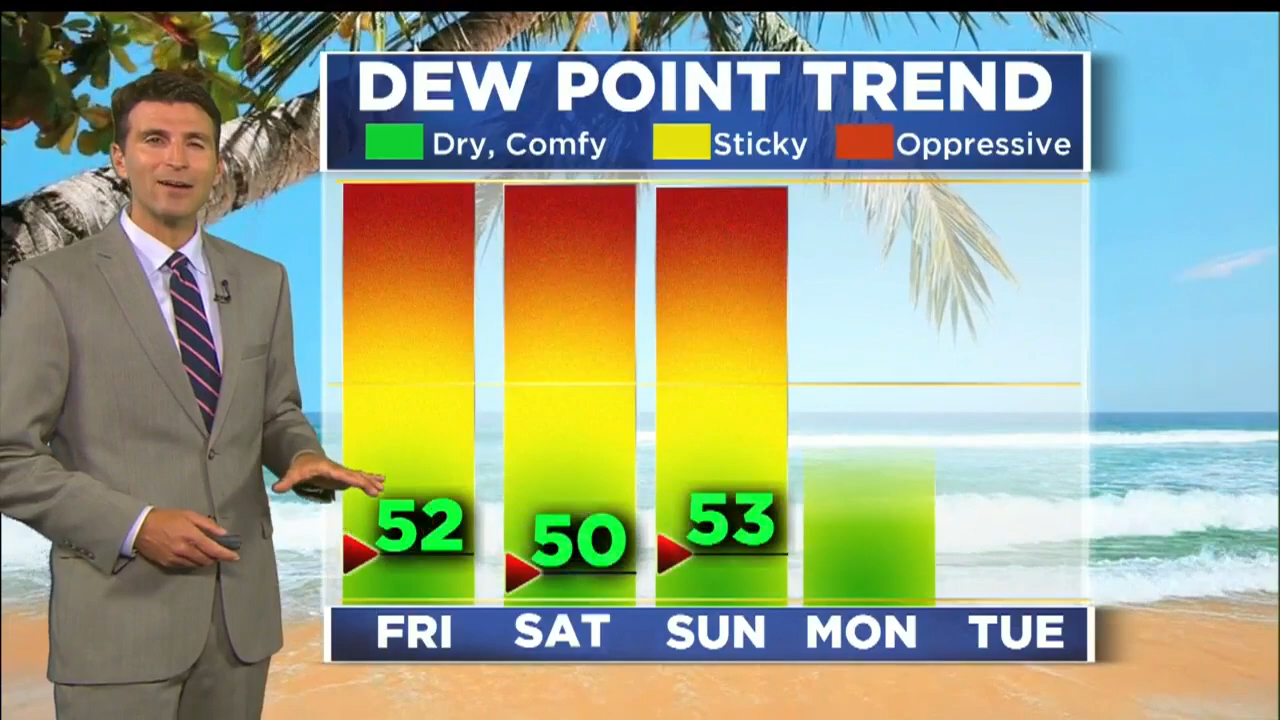 DEW POINT TREND
Dry, Comfy Sticky Oppressive
52 50 53
FRI SAT SUN MON TUE